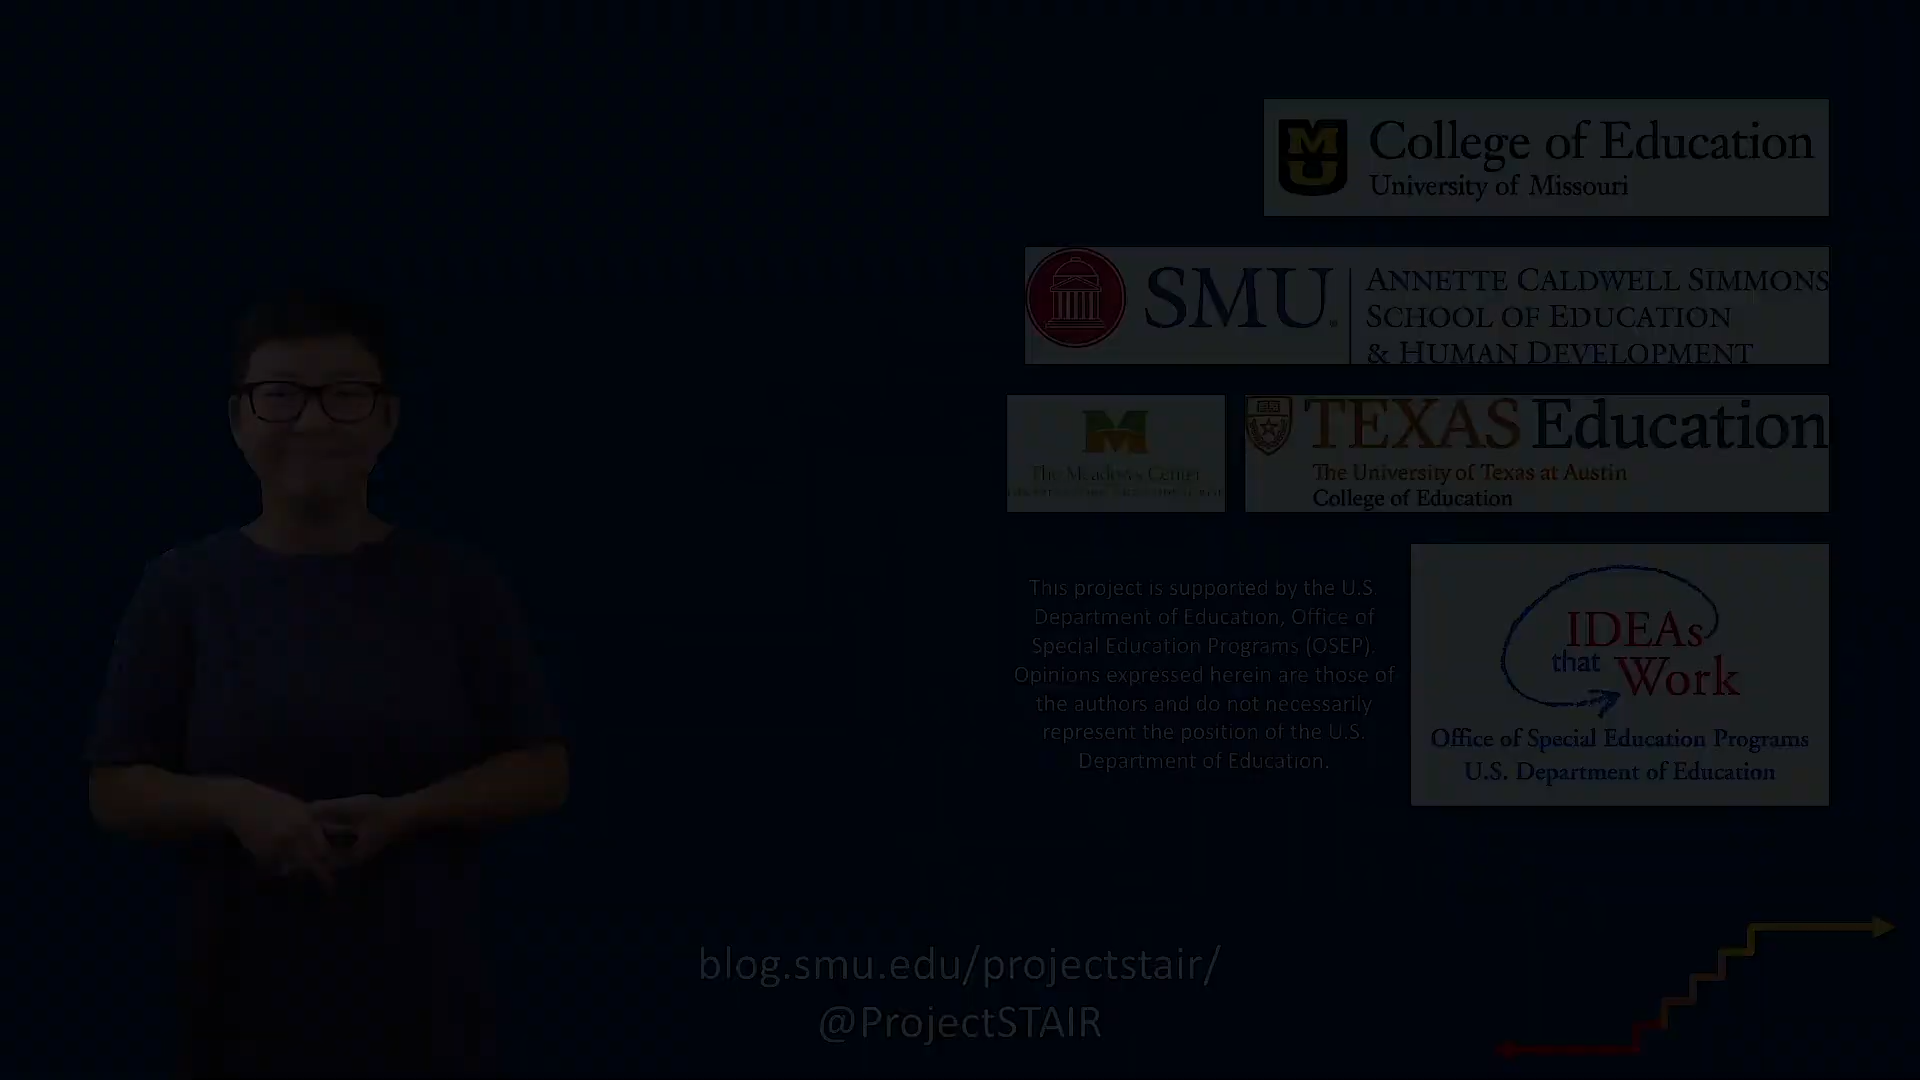 College of Education
University of Missouri
SMU
ANNETTE CALDWELL SIMMONS
SCHOOL OF EDUCATION
& HUMAN DEVELOPMENT
The Meadows Center
TEXAS Education
The University of Texas at Austin
College of Education
This project is supported by the U.S.
Department of Education, Office of
Special Education Programs (OSEP).
Opinions expressed herein are those of
the authors and do not necessarily
represent the position of the U.S.
Department of Education.
IDEAs
that Work
Office of Special Education Programs
U.S. Department of Education
blog.smu.edu/projectstair/
@ProjectSTAIR